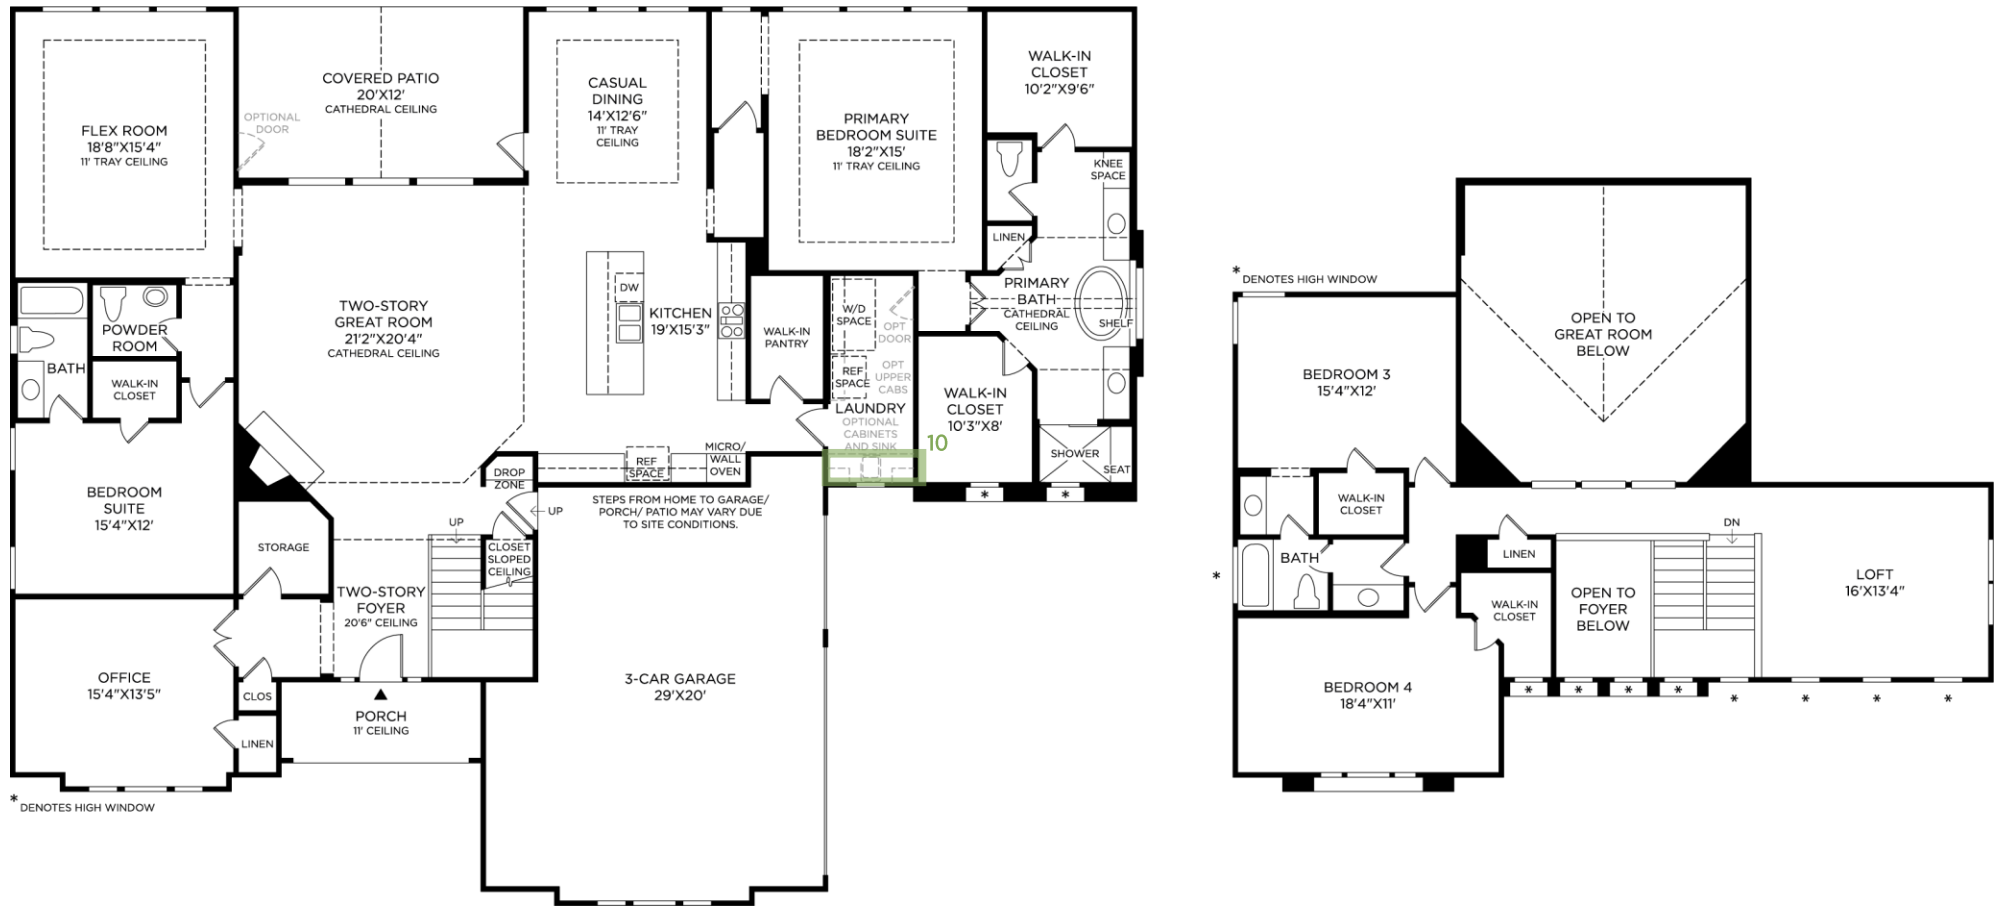 FLEX ROOM
18'8"X15'4"
11' TRAY CEILING
COVERED PATIO
20'X12'
CATHEDRAL CEILING
OPTIONAL
DOOR
CASUAL
DINING
14'X12'6"
11' TRAY
CEILING
PRIMARY
BEDROOM SUITE
18'2"X15'
11' TRAY CEILING
WALK-IN
CLOSET
10'2"X9'6"
KNEE
SPACE
LINEN
PRIMARY
BATH
CATHEDRAL
CEILING
SHELF
TWO-STORY
GREAT ROOM
21'2"X20'4"
CATHEDRAL CEILING
DW
KITCHEN
19'X15'3"
WALK-IN
PANTRY
W/D
SPACE
OPT
DOOR
REF
SPACE
OPT
UPPER
CABS
LAUNDRY
OPTIONAL
CABINETS
AND SINK
10
WALK-IN
CLOSET
10'3"X8'
SHOWER
SEAT
*
*
POWDER
ROOM
BATH
WALK-IN
CLOSET
BEDROOM
SUITE
15'4"X12'
STORAGE
DROP
ZONE
REF
SPACE
MICRO/
WALL
OVEN
STEPS FROM HOME TO GARAGE/
PORCH/ PATIO MAY VARY DUE
TO SITE CONDITIONS.
UP
UP
CLOSET
SLOPED
CEILING
TWO-STORY
FOYER
20'6" CEILING
OFFICE
15'4"X13'5"
CLOS
LINEN
PORCH
11' CEILING
3-CAR GARAGE
29'X20'
* DENOTES HIGH WINDOW
* DENOTES HIGH WINDOW
OPEN TO
GREAT ROOM
BELOW
BEDROOM 3
15'4"X12'
WALK-IN
CLOSET
BATH
*
LINEN
WALK-IN
CLOSET
OPEN TO
FOYER
BELOW
DN
LOFT
16'X13'4"
BEDROOM 4
18'4"X11'
* * * * * * * *